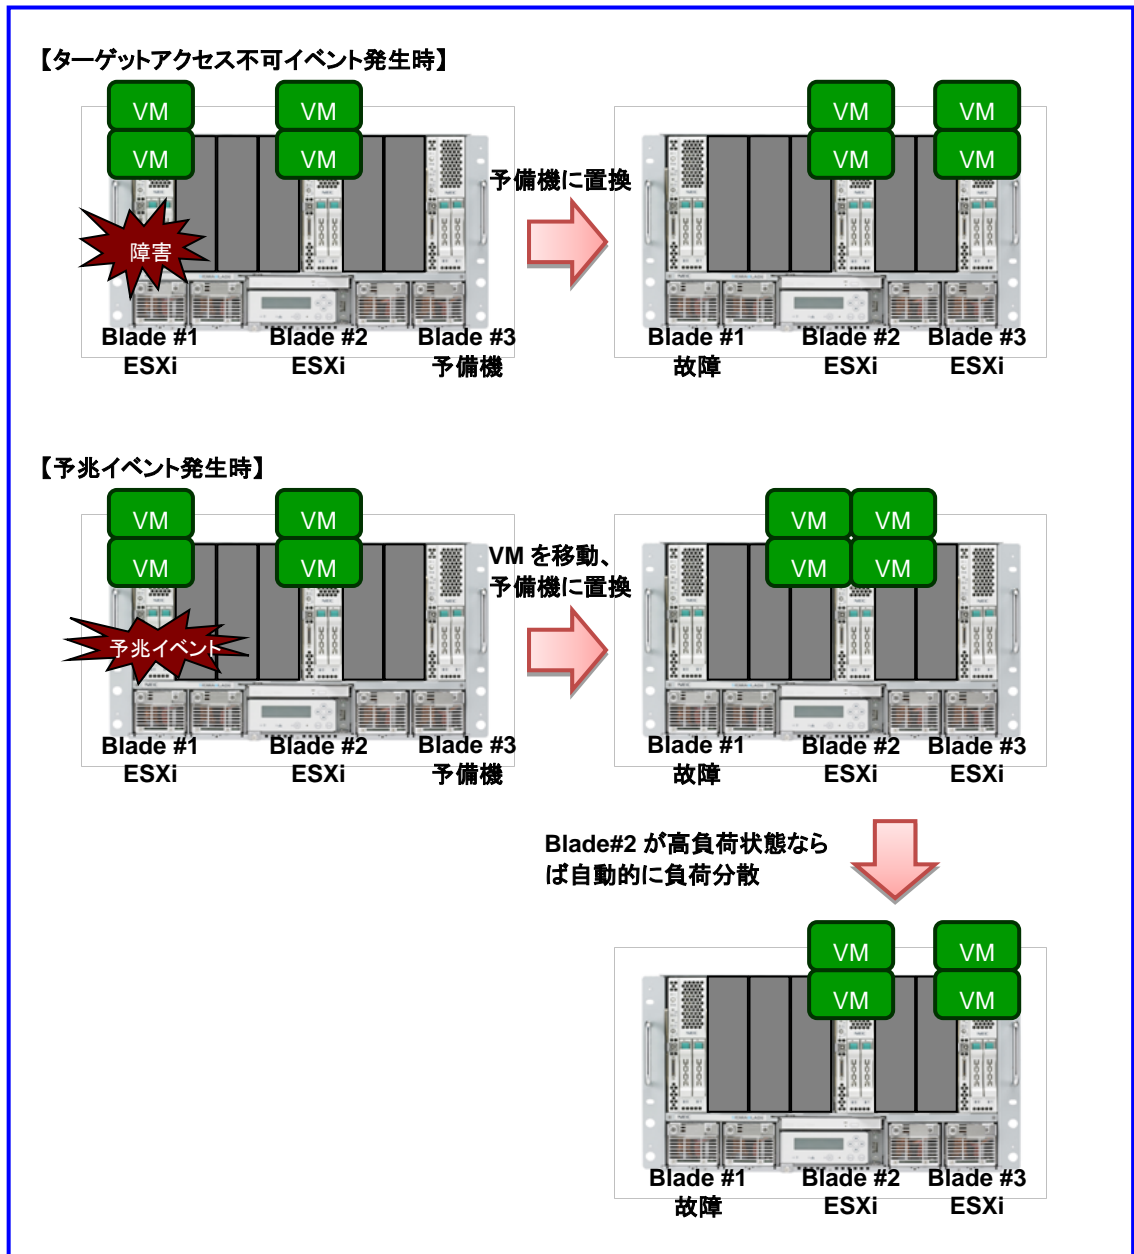 【ターゲットアクセス不可イベント発生時】
VM
VM
VM
VM
VM
VM
VM
VM
障害
予備機に置換
Blade #1
ESXi
Blade #2
ESXi
Blade #3
予備機
Blade #1
故障
Blade #2
ESXi
Blade #3
ESXi
【予兆イベント発生時】
VM
VM
VM
VM
VM
VM
VM
VM
予兆イベント
VM を移動、
予備機に置換
Blade #1
ESXi
Blade #2
ESXi
Blade #3
予備機
Blade #1
故障
Blade #2
ESXi
Blade #3
ESXi
Blade#2 が高負荷状態なら
ば自動的に負荷分散
VM
VM
VM
VM
Blade #1
故障
Blade #2
ESXi
Blade #3
ESXi